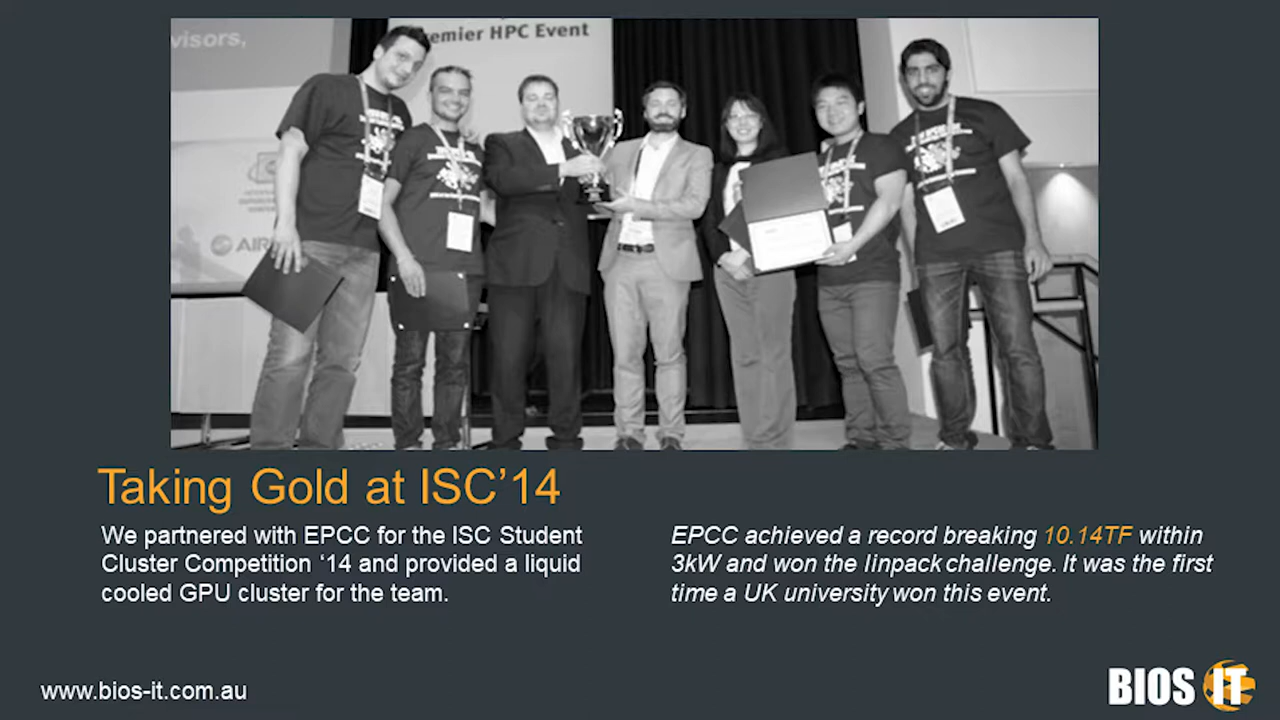 visors,
emier HPC Event
AIR
Taking Gold at ISC’14
We partnered with EPCC for the ISC Student
Cluster Competition ‘14 and provided a liquid
cooled GPU cluster for the team.
EPCC achieved a record breaking 10.14TF within
3kW and won the linpack challenge. It was the first
time a UK university won this event.
www.bios-it.com.au
BIOS IT